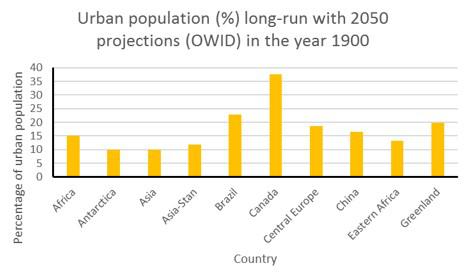 Urban population (%) long-run with 2050
projections (OWID) in the year 1900
Percentage of urban population
40
35
30
25
20
15
10
5
0
Africa
Antarctica
Asia
Asia-Stan
Brazil
Canada
Central Europe
China
Eastern Africa
Greenland
Country